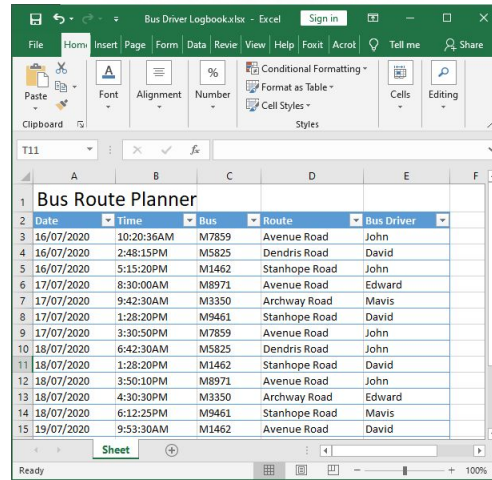 Bus Driver Logbook.xlsx - Excel Sign in
File Hom Insert Page Form Data Revie View Help Foxit Acrol Tell me Share
Paste Font Alignment Number Conditional Formatting Format as Table Cell Styles Cells Editing
Clipboard Styles
T11 fx
A B C D E F
1 Bus Route Planner
2 Date Time Bus Route Bus Driver
3 16/07/2020 10:20:36AM M7859 Avenue Road John
4 16/07/2020 2:48:15PM M5825 Dendris Road David
5 16/07/2020 5:15:20PM M1462 Stanhope Road John
6 17/07/2020 8:30:00AM M8971 Avenue Road Edward
7 17/07/2020 9:42:30AM M3350 Archway Road Mavis
8 17/07/2020 1:28:20PM M9461 Stanhope Road David
9 17/07/2020 3:30:50PM M7859 Avenue Road John
10 18/07/2020 6:42:30AM M5825 Dendris Road John
11 18/07/2020 1:28:20PM M1462 Stanhope Road David
12 18/07/2020 3:50:10PM M8971 Avenue Road John
13 18/07/2020 4:30:30PM M3350 Archway Road Edward
14 18/07/2020 6:12:25PM M9461 Stanhope Road Mavis
15 19/07/2020 9:53:30AM M1462 Avenue Road David
Sheet
Ready 100%